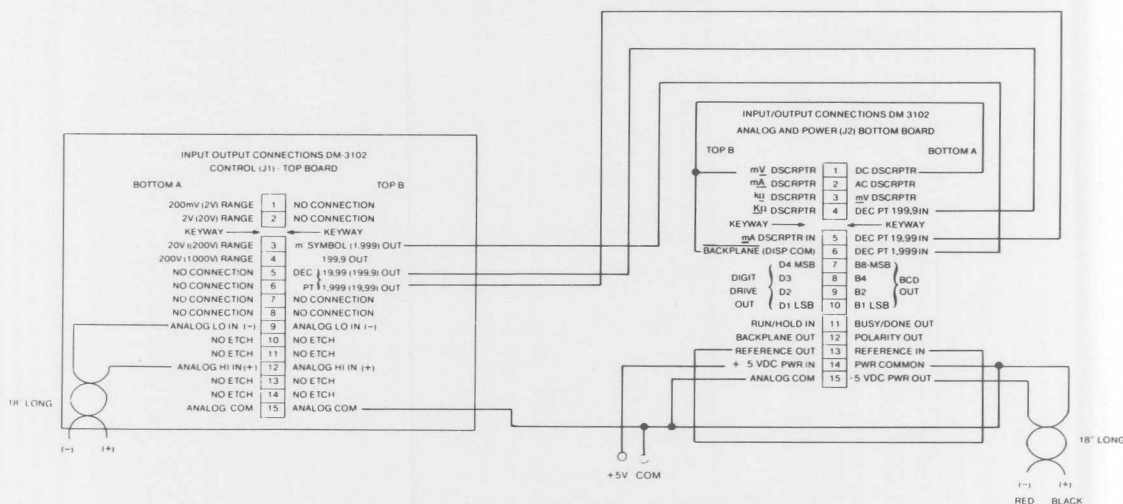 INPUT OUTPUT CONNECTIONS DM-3102
CONTROL (J1) - TOP BOARD
BOTTOM A TOP B
200mV (2V) RANGE 1 NO CONNECTION
2V (20V) RANGE 2 NO CONNECTION
KEYWAY KEYWAY
20V (200V) RANGE 3 m SYMBOL (1.999) OUT
200V (1000V) RANGE 4 199.9 OUT
NO CONNECTION 5 DEC } 19.99 (199.9) OUT
NO CONNECTION 6 PT } 1.999 (19.99) OUT
NO CONNECTION 7 NO CONNECTION
NO CONNECTION 8 NO CONNECTION
ANALOG LO IN (-) 9 ANALOG LO IN (-)
NO ETCH 10 NO ETCH
NO ETCH 11 NO ETCH
ANALOG HI IN (+) 12 ANALOG HI IN (+)
NO ETCH 13 NO ETCH
NO ETCH 14 NO ETCH
ANALOG COM 15 ANALOG COM
18" LONG
(-) (+)
INPUT/OUTPUT CONNECTIONS DM 3102
ANALOG AND POWER (J2) BOTTOM BOARD
TOP B BOTTOM A
mV DSCRPTR 1 DC DSCRPTR
mA DSCRPTR 2 AC DSCRPTR
kΩ DSCRPTR 3 mV DSCRPTR
KΩ DSCRPTR 4 DEC PT 199.9 IN
KEYWAY KEYWAY
mA DSCRPTR IN 5 DEC PT 19.99 IN
BACKPLANE (DISP COM) 6 DEC PT 1.999 IN
DIGIT DRIVE OUT
D4 MSB 7 B8-MSB
D3 8 B4
D2 9 B2
D1 LSB 10 B1 LSB
BCD OUT
RUN/HOLD IN 11 BUSY/DONE OUT
BACKPLANE OUT 12 POLARITY OUT
REFERENCE OUT 13 REFERENCE IN
+ 5 VDC PWR IN 14 PWR COMMON
ANALOG COM 15 -5 VDC PWR OUT
+5V COM
18" LONG
(-) (+)
RED BLACK